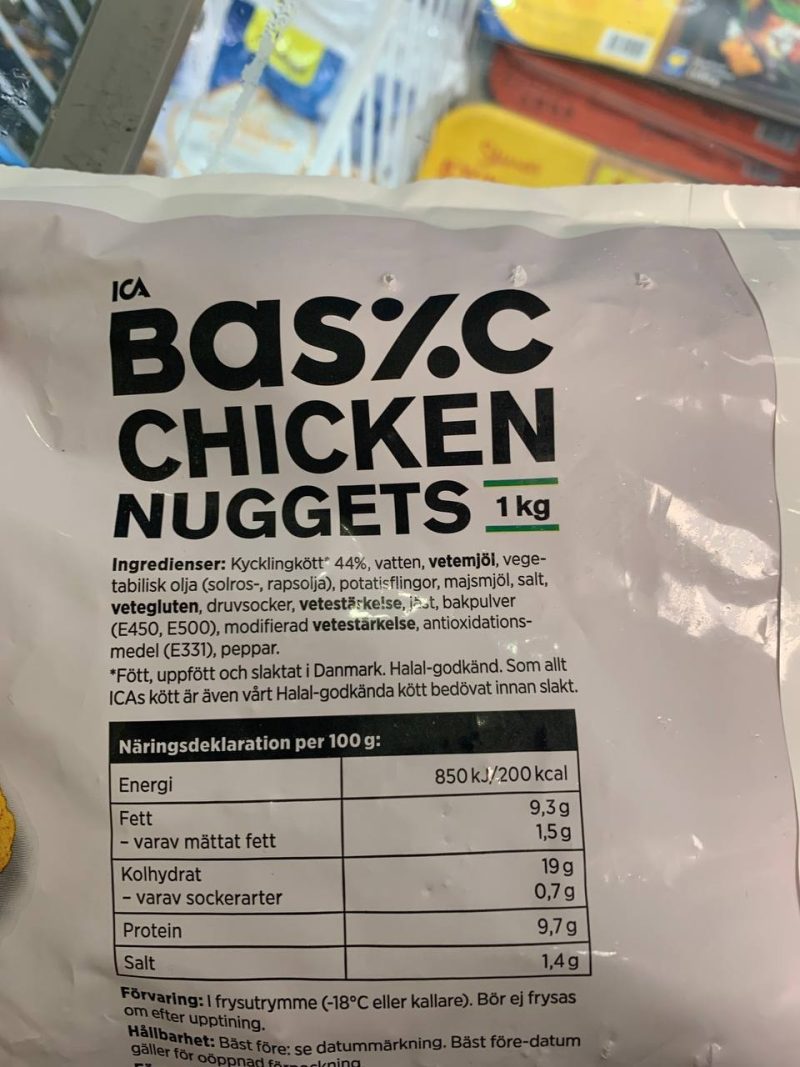 ICA
Bas%c
CHICKEN
NUGGETS 1 kg
Ingredienser: Kycklingkött* 44%, vatten, vetemjöl, vege-
tabilisk olja (solros-, rapsolja), potatisflingor, majsmjöl, salt,
vetegluten, druvsocker, vetestärkelse, jäst, bakpulver
(E450, E500), modifierad vetestärkelse, antioxidations-
medel (E331), peppar.
*Fött, uppfött och slaktat i Danmark. Halal-godkänd. Som allt
ICAs kött är även vårt Halal-godkända kött bedövat innan slakt.
Näringsdeklaration per 100 g:
Energi 850 kJ/200 kcal
Fett 9,3 g
– varav mättat fett 1,5 g
Kolhydrat 19 g
– varav sockerarter 0,7 g
Protein 9,7 g
Salt 1,4 g
Förvaring: I frysutrymme (-18°C eller kallare). Bör ej frysas
om efter upptining.
Hållbarhet: Bäst före: se datummärkning. Bäst före-datum
gäller för oöppnad förpackning